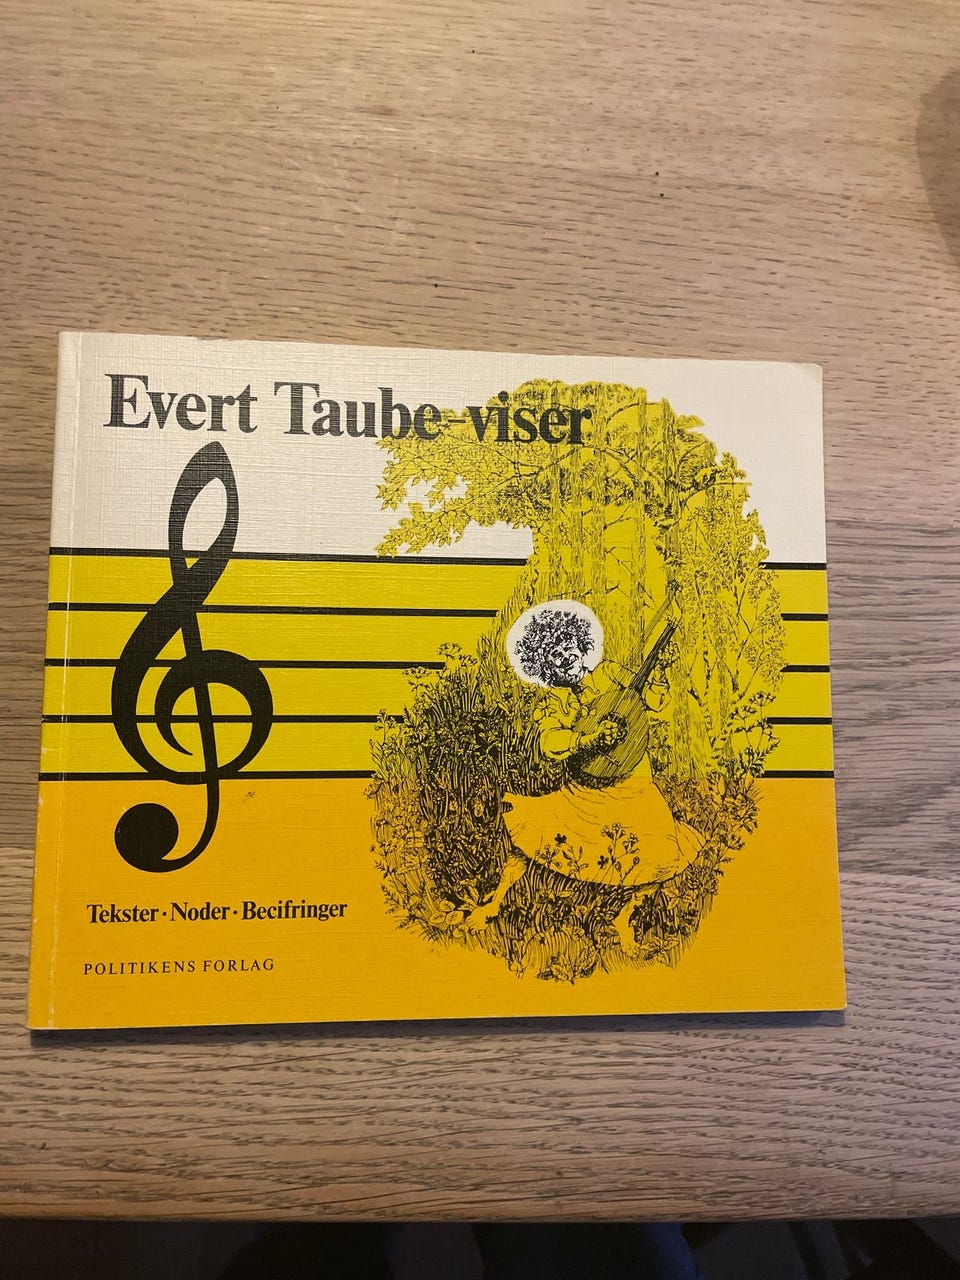 Evert Taube-viser
Tekster · Noder · Becifringer
POLITIKENS FORLAG